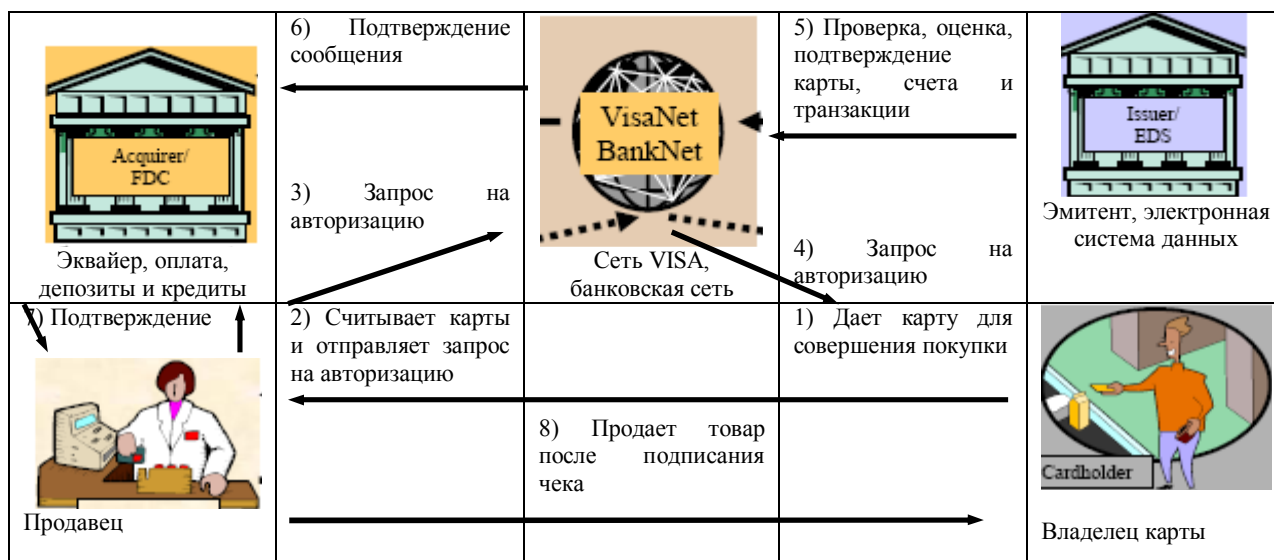 6) Подтверждение
сообщения
3) Запрос на
авторизацию
Acquirer/
FDC
Эквайер, оплата,
депозиты и кредиты
VisaNet
BankNet
Сеть VISA,
банковская сеть
5) Проверка, оценка,
подтверждение
карты, счета и
транзакции
4) Запрос на
авторизацию
Issuer/
EDS
Эмитент, электронная
система данных
7) Подтверждение
Продавец
2) Считывает карты
и отправляет запрос
на авторизацию
8) Продает товар
после подписания
чека
1) Дает карту для
совершения покупки
Cardholder
Владелец карты